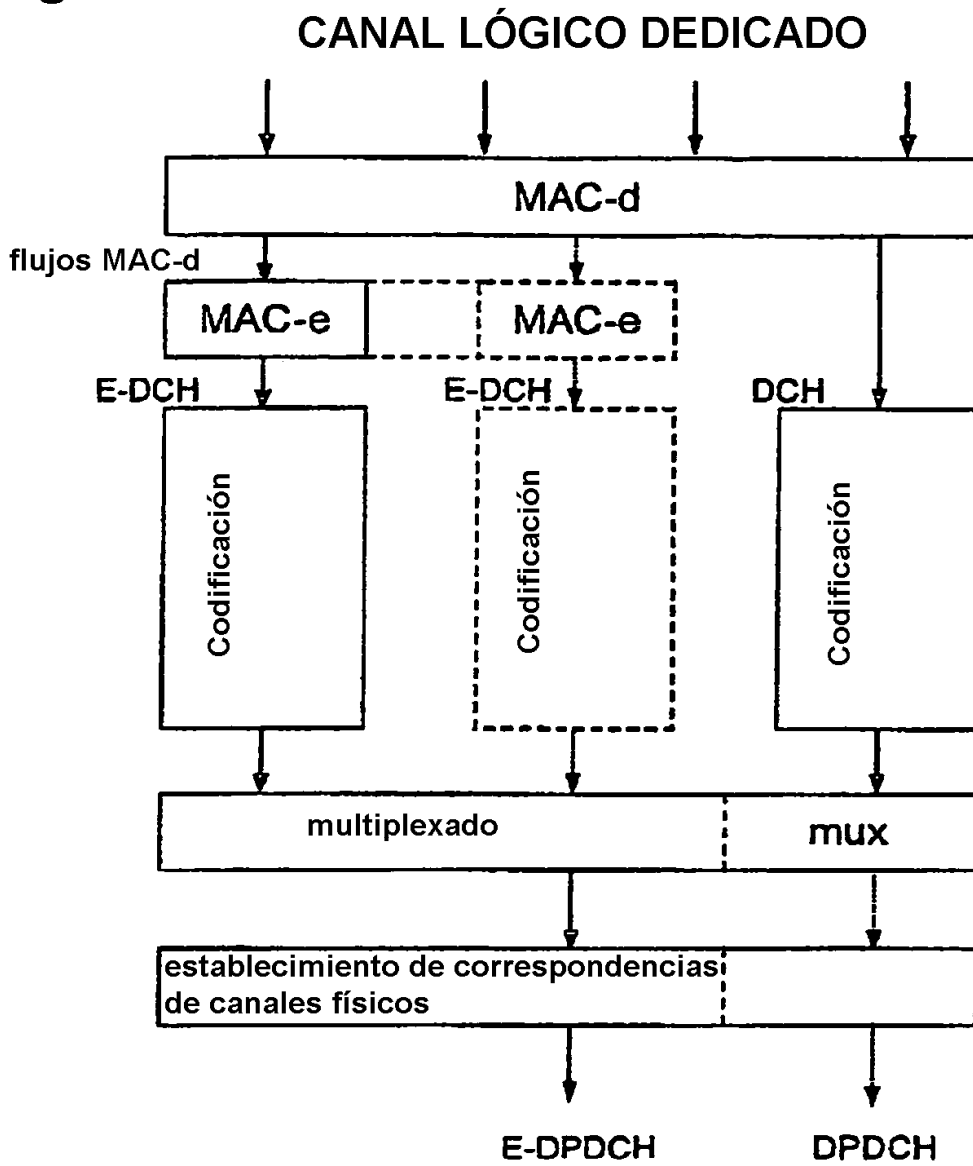 CANAL LÓGICO DEDICADO
MAC-d
flujos MAC-d
MAC-e
MAC-e
E-DCH
E-DCH
DCH
Codificación
Codificación
Codificación
multiplexado
mux
establecimiento de correspondencias
de canales físicos
E-DPDCH
DPDCH